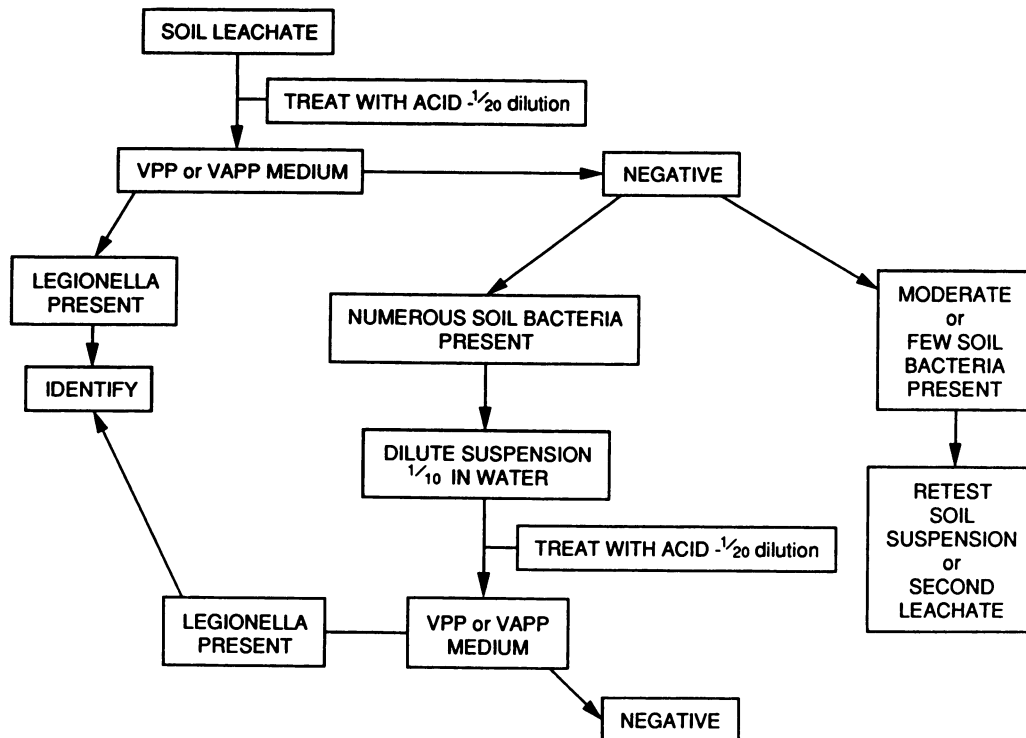 SOIL LEACHATE
TREAT WITH ACID -1/20 dilution
VPP or VAPP MEDIUM
NEGATIVE
LEGIONELLA
PRESENT
NUMEROUS SOIL BACTERIA
PRESENT
MODERATE
or
FEW SOIL
BACTERIA
PRESENT
IDENTIFY
DILUTE SUSPENSION
1/10 IN WATER
RETEST
SOIL
SUSPENSION
or
SECOND
LEACHATE
TREAT WITH ACID -1/20 dilution
LEGIONELLA
PRESENT
VPP or VAPP
MEDIUM
NEGATIVE